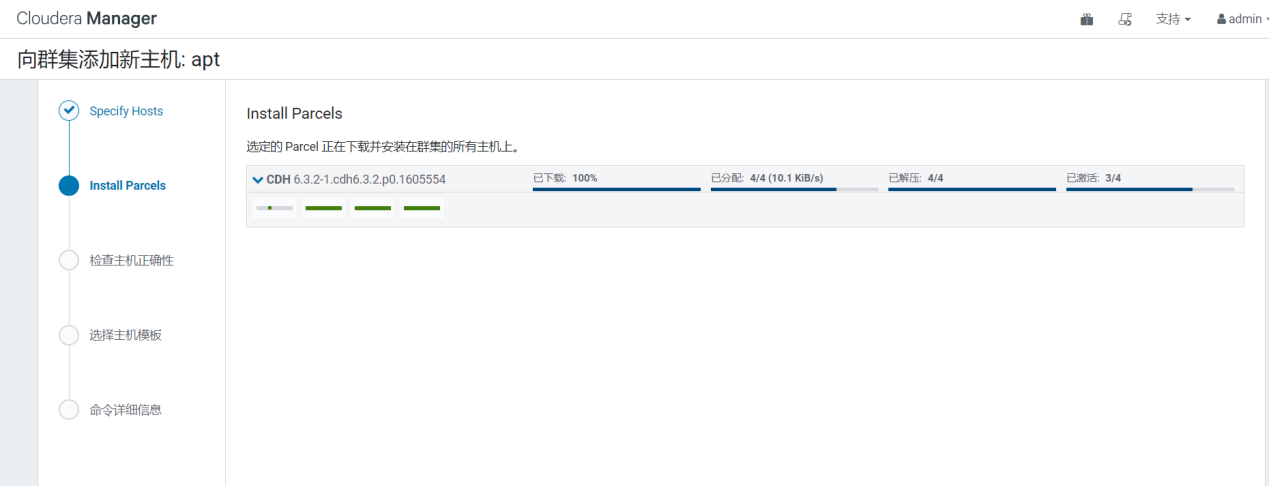 Cloudera Manager
支持
admin
向群集添加新主机: apt
Specify Hosts
Install Parcels
检查主机正确性
选择主机模板
命令详细信息
Install Parcels
选定的 Parcel 正在下载并安装在群集的所有主机上。
CDH 6.3.2-1.cdh6.3.2.p0.1605554
已下载: 100%
已分配: 4/4 (10.1 KiB/s)
已解压: 4/4
已激活: 3/4